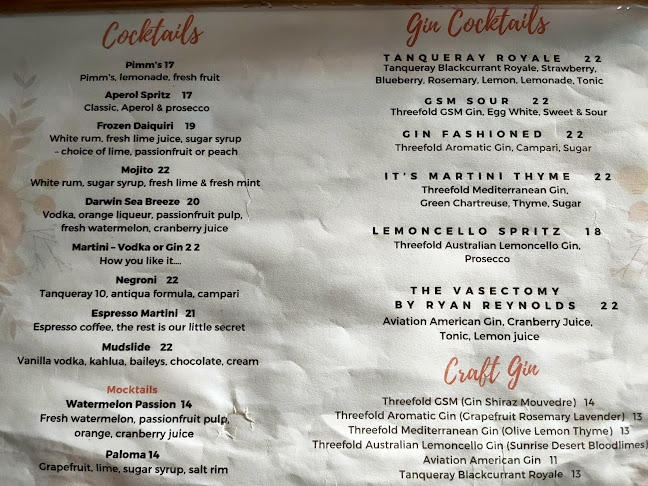 Cocktails
Pimm's 17
Pimm's, lemonade, fresh fruit
Aperol Spritz 17
Classic, Aperol & prosecco
Frozen Daiquiri 19
White rum, fresh lime juice, sugar syrup
– choice of lime, passionfruit or peach
Mojito 22
White rum, sugar syrup, fresh lime & fresh mint
Darwin Sea Breeze 20
Vodka, orange liqueur, passionfruit pulp,
fresh watermelon, cranberry juice
Martini – Vodka or Gin 2 2
How you like it....
Negroni 22
Tanqueray 10, antiqua formula, campari
Espresso Martini 21
Espresso coffee, the rest is our little secret
Mudslide 22
Vanilla vodka, kahlua, baileys, chocolate, cream
Mocktails
Watermelon Passion 14
Fresh watermelon, passionfruit pulp,
orange, cranberry juice
Paloma 14
Grapefruit, lime, sugar syrup, salt rim
Gin Cocktails
TANQUERAY ROYALE 22
Tanqueray Blackcurrant Royale, Strawberry,
Blueberry, Rosemary, Lemon, Lemonade, Tonic
GSM SOUR 22
Threefold GSM Gin, Egg White, Sweet & Sour
GIN FASHIONED 22
Threefold Aromatic Gin, Campari, Sugar
IT'S MARTINI THYME 22
Threefold Mediterranean Gin,
Green Chartreuse, Thyme, Sugar
LEMONCELLO SPRITZ 18
Threefold Australian Lemoncello Gin,
Prosecco
THE VASECTOMY
BY RYAN REYNOLDS 22
Aviation American Gin, Cranberry Juice,
Tonic, Lemon juice
Craft Gin
Threefold GSM (Gin Shiraz Mouvedre) 14
Threefold Aromatic Gin (Grapefruit Rosemary Lavender) 13
Threefold Mediterranean Gin (Olive Lemon Thyme) 13
Threefold Australian Lemoncello Gin (Sunrise Desert Bloodlimes)
Aviation American Gin 11
Tanqueray Blackcurrant Royale 13